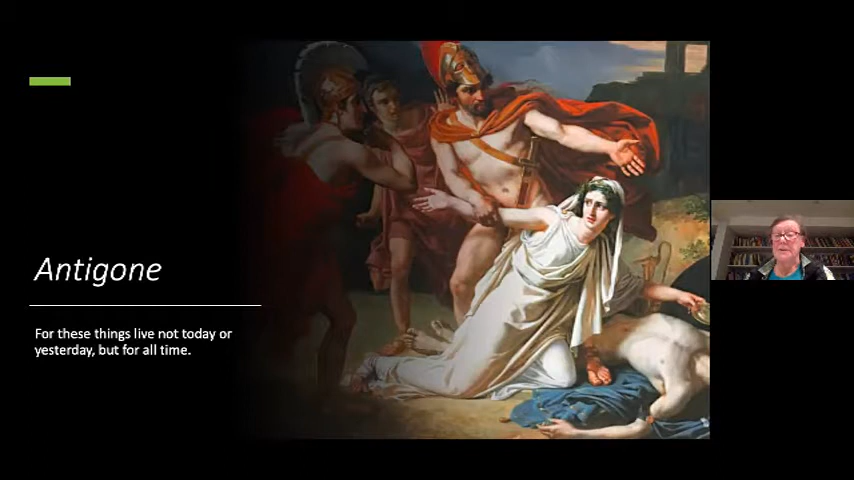 Antigone
For these things live not today or
yesterday, but for all time.